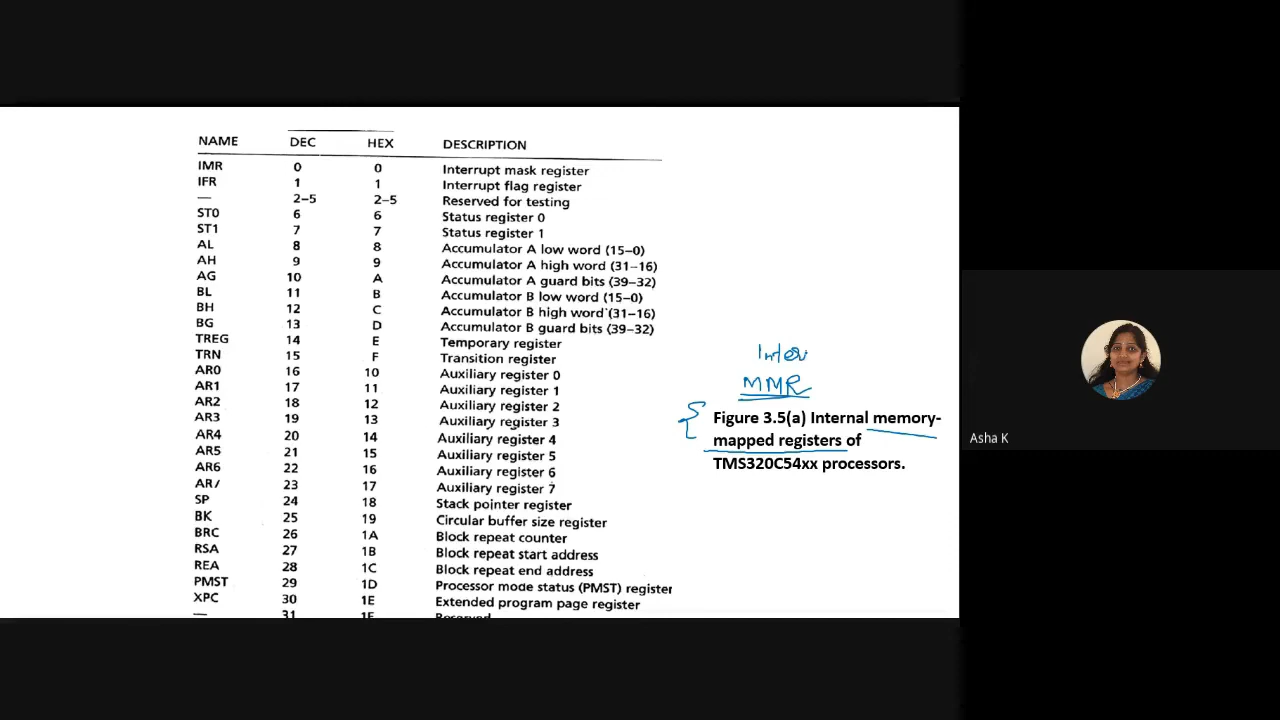 NAME DEC HEX DESCRIPTION
IMR 0 0 Interrupt mask register
IFR 1 1 Interrupt flag register
— 2–5 2–5 Reserved for testing
ST0 6 6 Status register 0
ST1 7 7 Status register 1
AL 8 8 Accumulator A low word (15–0)
AH 9 9 Accumulator A high word (31–16)
AG 10 A Accumulator A guard bits (39–32)
BL 11 B Accumulator B low word (15–0)
BH 12 C Accumulator B high word (31–16)
BG 13 D Accumulator B guard bits (39–32)
TREG 14 E Temporary register
TRN 15 F Transition register
AR0 16 10 Auxiliary register 0
AR1 17 11 Auxiliary register 1
AR2 18 12 Auxiliary register 2
AR3 19 13 Auxiliary register 3
AR4 20 14 Auxiliary register 4
AR5 21 15 Auxiliary register 5
AR6 22 16 Auxiliary register 6
AR7 23 17 Auxiliary register 7
SP 24 18 Stack pointer register
BK 25 19 Circular buffer size register
BRC 26 1A Block repeat counter
RSA 27 1B Block repeat start address
REA 28 1C Block repeat end address
PMST 29 1D Processor mode status (PMST) register
XPC 30 1E Extended program page register
— 31 1F Reserved
Inter
MMR
Figure 3.5(a) Internal memory-
mapped registers of
TMS320C54xx processors.
Asha K